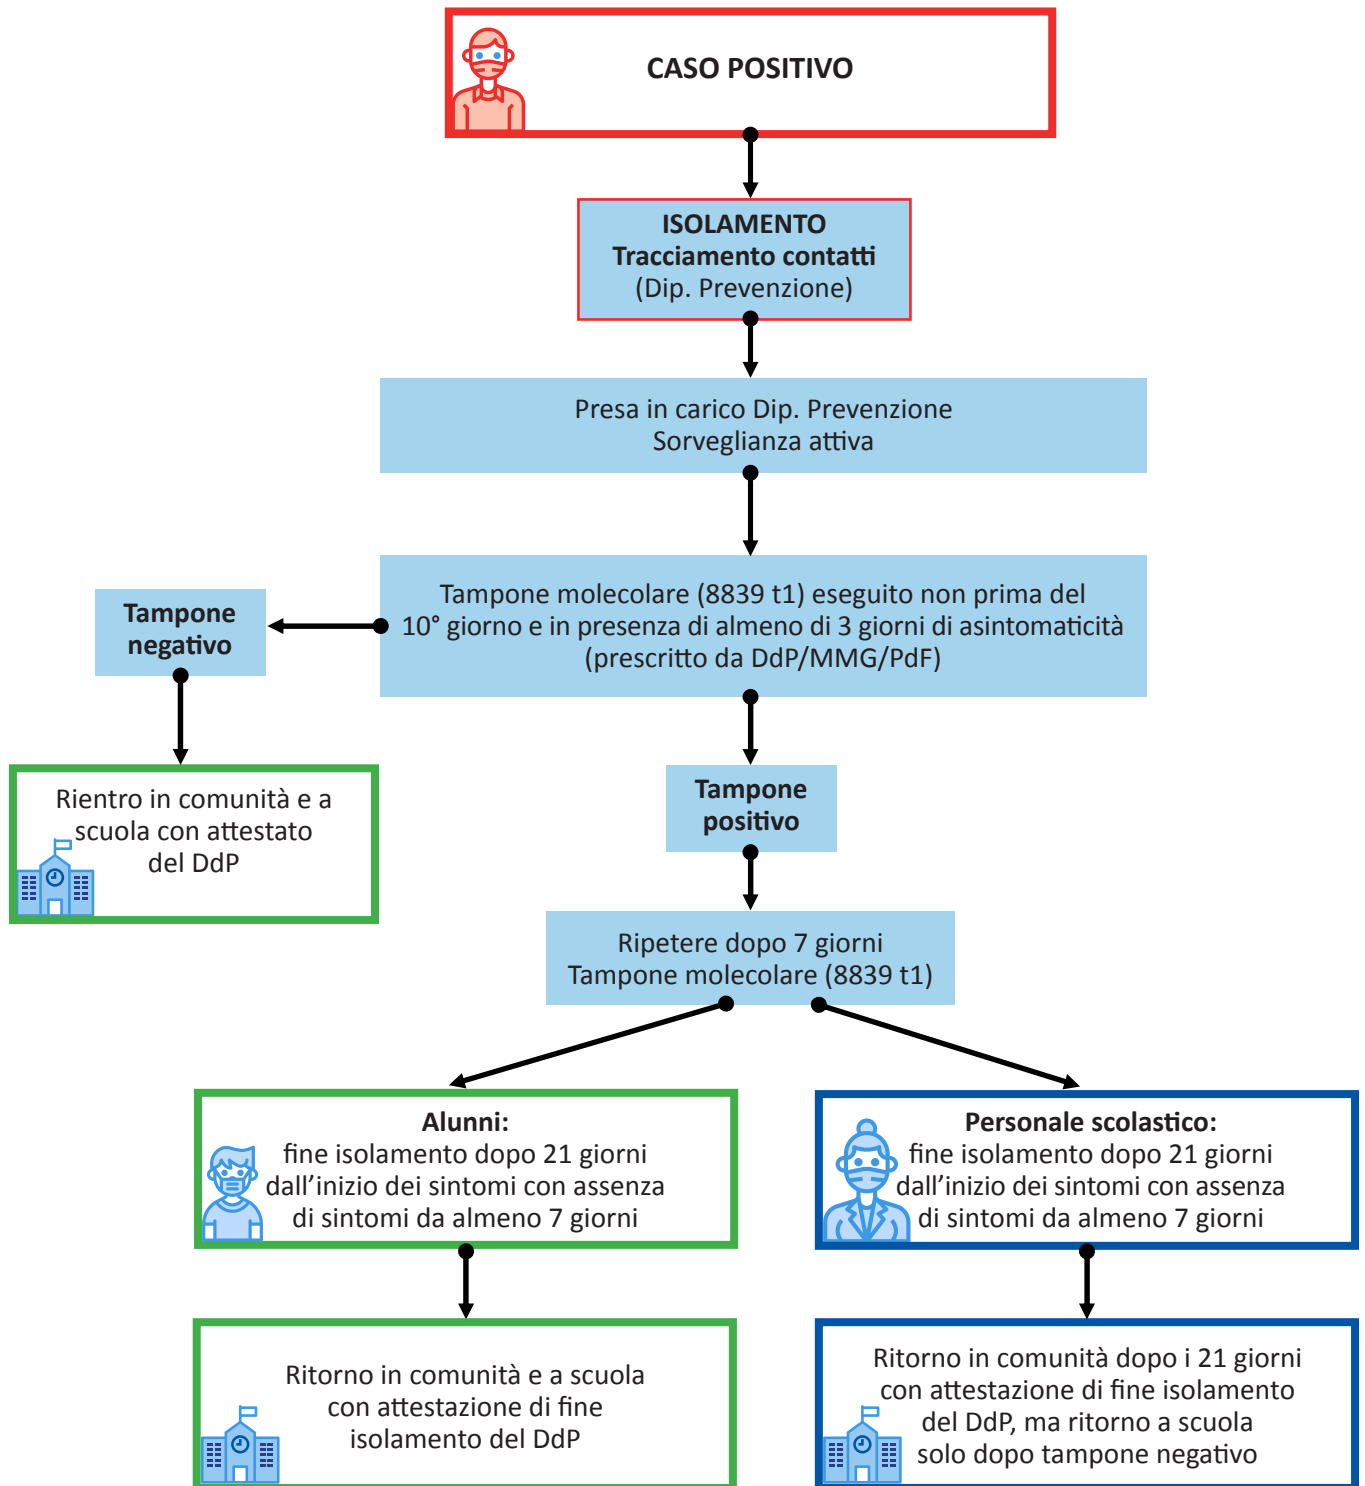 CASO POSITIVO
ISOLAMENTO
Tracciamento contatti
(Dip. Prevenzione)
Presa in carico Dip. Prevenzione
Sorveglianza attiva
Tampone molecolare (8839 t1) eseguito non prima del
10° giorno e in presenza di almeno di 3 giorni di asintomaticità
(prescritto da DdP/MMG/PdF)
Tampone
negativo
Rientro in comunità e a
scuola con attestato
del DdP
Tampone
positivo
Ripetere dopo 7 giorni
Tampone molecolare (8839 t1)
Alunni:
fine isolamento dopo 21 giorni
dall’inizio dei sintomi con assenza
di sintomi da almeno 7 giorni
Personale scolastico:
fine isolamento dopo 21 giorni
dall’inizio dei sintomi con assenza
di sintomi da almeno 7 giorni
Ritorno in comunità e a scuola
con attestazione di fine
isolamento del DdP
Ritorno in comunità dopo i 21 giorni
con attestazione di fine isolamento
del DdP, ma ritorno a scuola
solo dopo tampone negativo